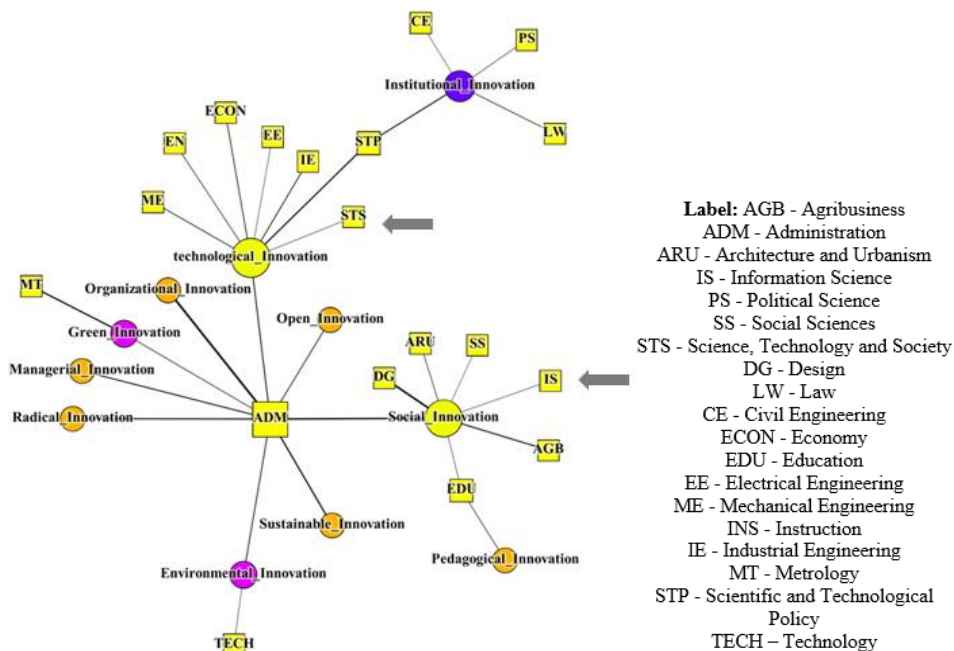 CE
PS
Institutional_Innovation
ECON
EE
EN
IE
STP
LW
ME
STS
technological_Innovation
MT
Organizational_Innovation
Open_Innovation
Green_Innovation
ARU
SS
Managerial_Innovation
DG
IS
Radical_Innovation
ADM
Social_Innovation
AGB
EDU
Sustainable_Innovation
Pedagogical_Innovation
Environmental_Innovation
TECH
Label: AGB - Agribusiness
ADM - Administration
ARU - Architecture and Urbanism
IS - Information Science
PS - Political Science
SS - Social Sciences
STS - Science, Technology and Society
DG - Design
LW - Law
CE - Civil Engineering
ECON - Economy
EDU - Education
EE - Electrical Engineering
ME - Mechanical Engineering
INS - Instruction
IE - Industrial Engineering
MT - Metrology
STP - Scientific and Technological
Policy
TECH – Technology